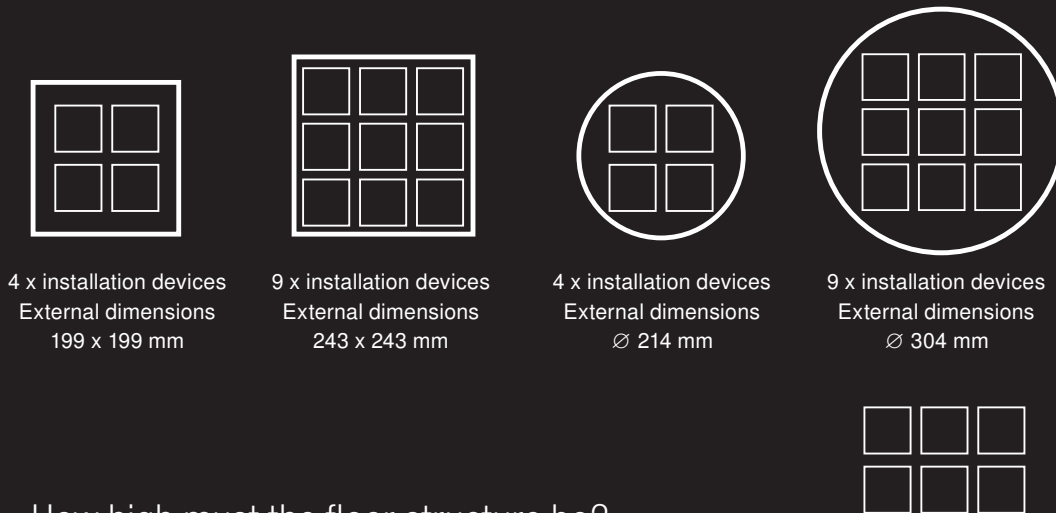 4 x installation devices
External dimensions
199 x 199 mm
9 x installation devices
External dimensions
243 x 243 mm
4 x installation devices
External dimensions
∅ 214 mm
9 x installation devices
External dimensions
∅ 304 mm
How high must the floor structure be?